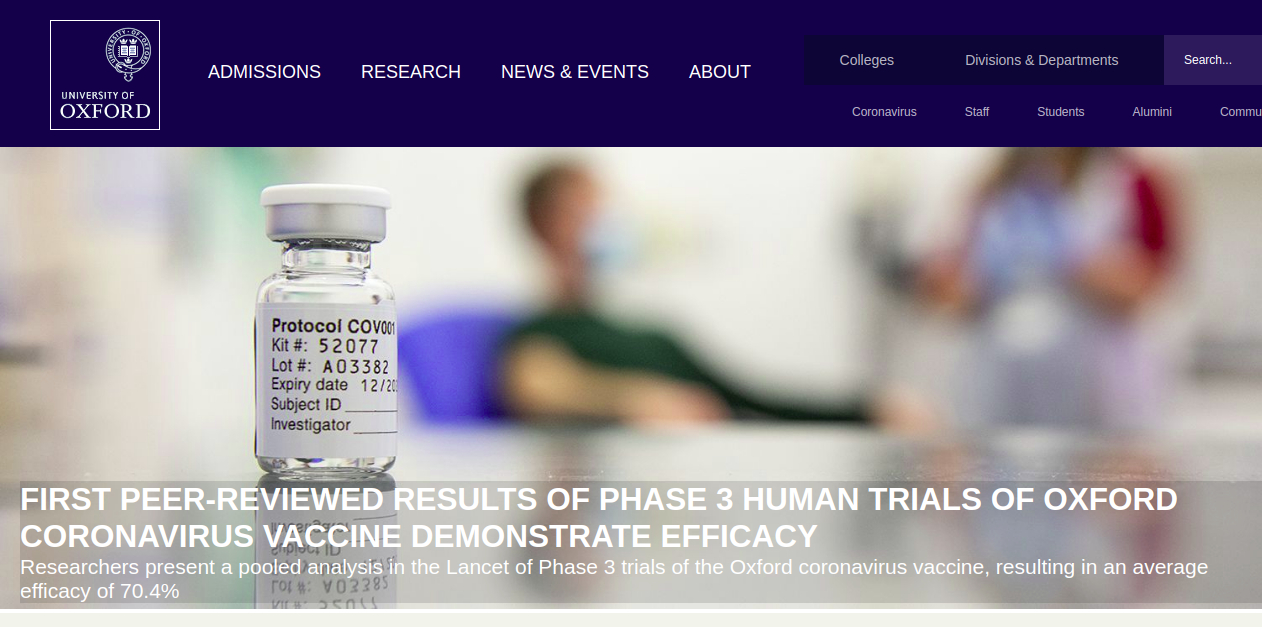 UNIVERSITY OF
OXFORD
ADMISSIONS
RESEARCH
NEWS & EVENTS
ABOUT
Colleges
Divisions & Departments
Search...
Coronavirus
Staff
Students
Alumini
Commu
Protocol COV001
Kit #: 52077
Lot #: A03382
Expiry date 12/202
Subject ID
Investigator
FIRST PEER-REVIEWED RESULTS OF PHASE 3 HUMAN TRIALS OF OXFORD
CORONAVIRUS VACCINE DEMONSTRATE EFFICACY
Researchers present a pooled analysis in the Lancet of Phase 3 trials of the Oxford coronavirus vaccine, resulting in an average
efficacy of 70.4%